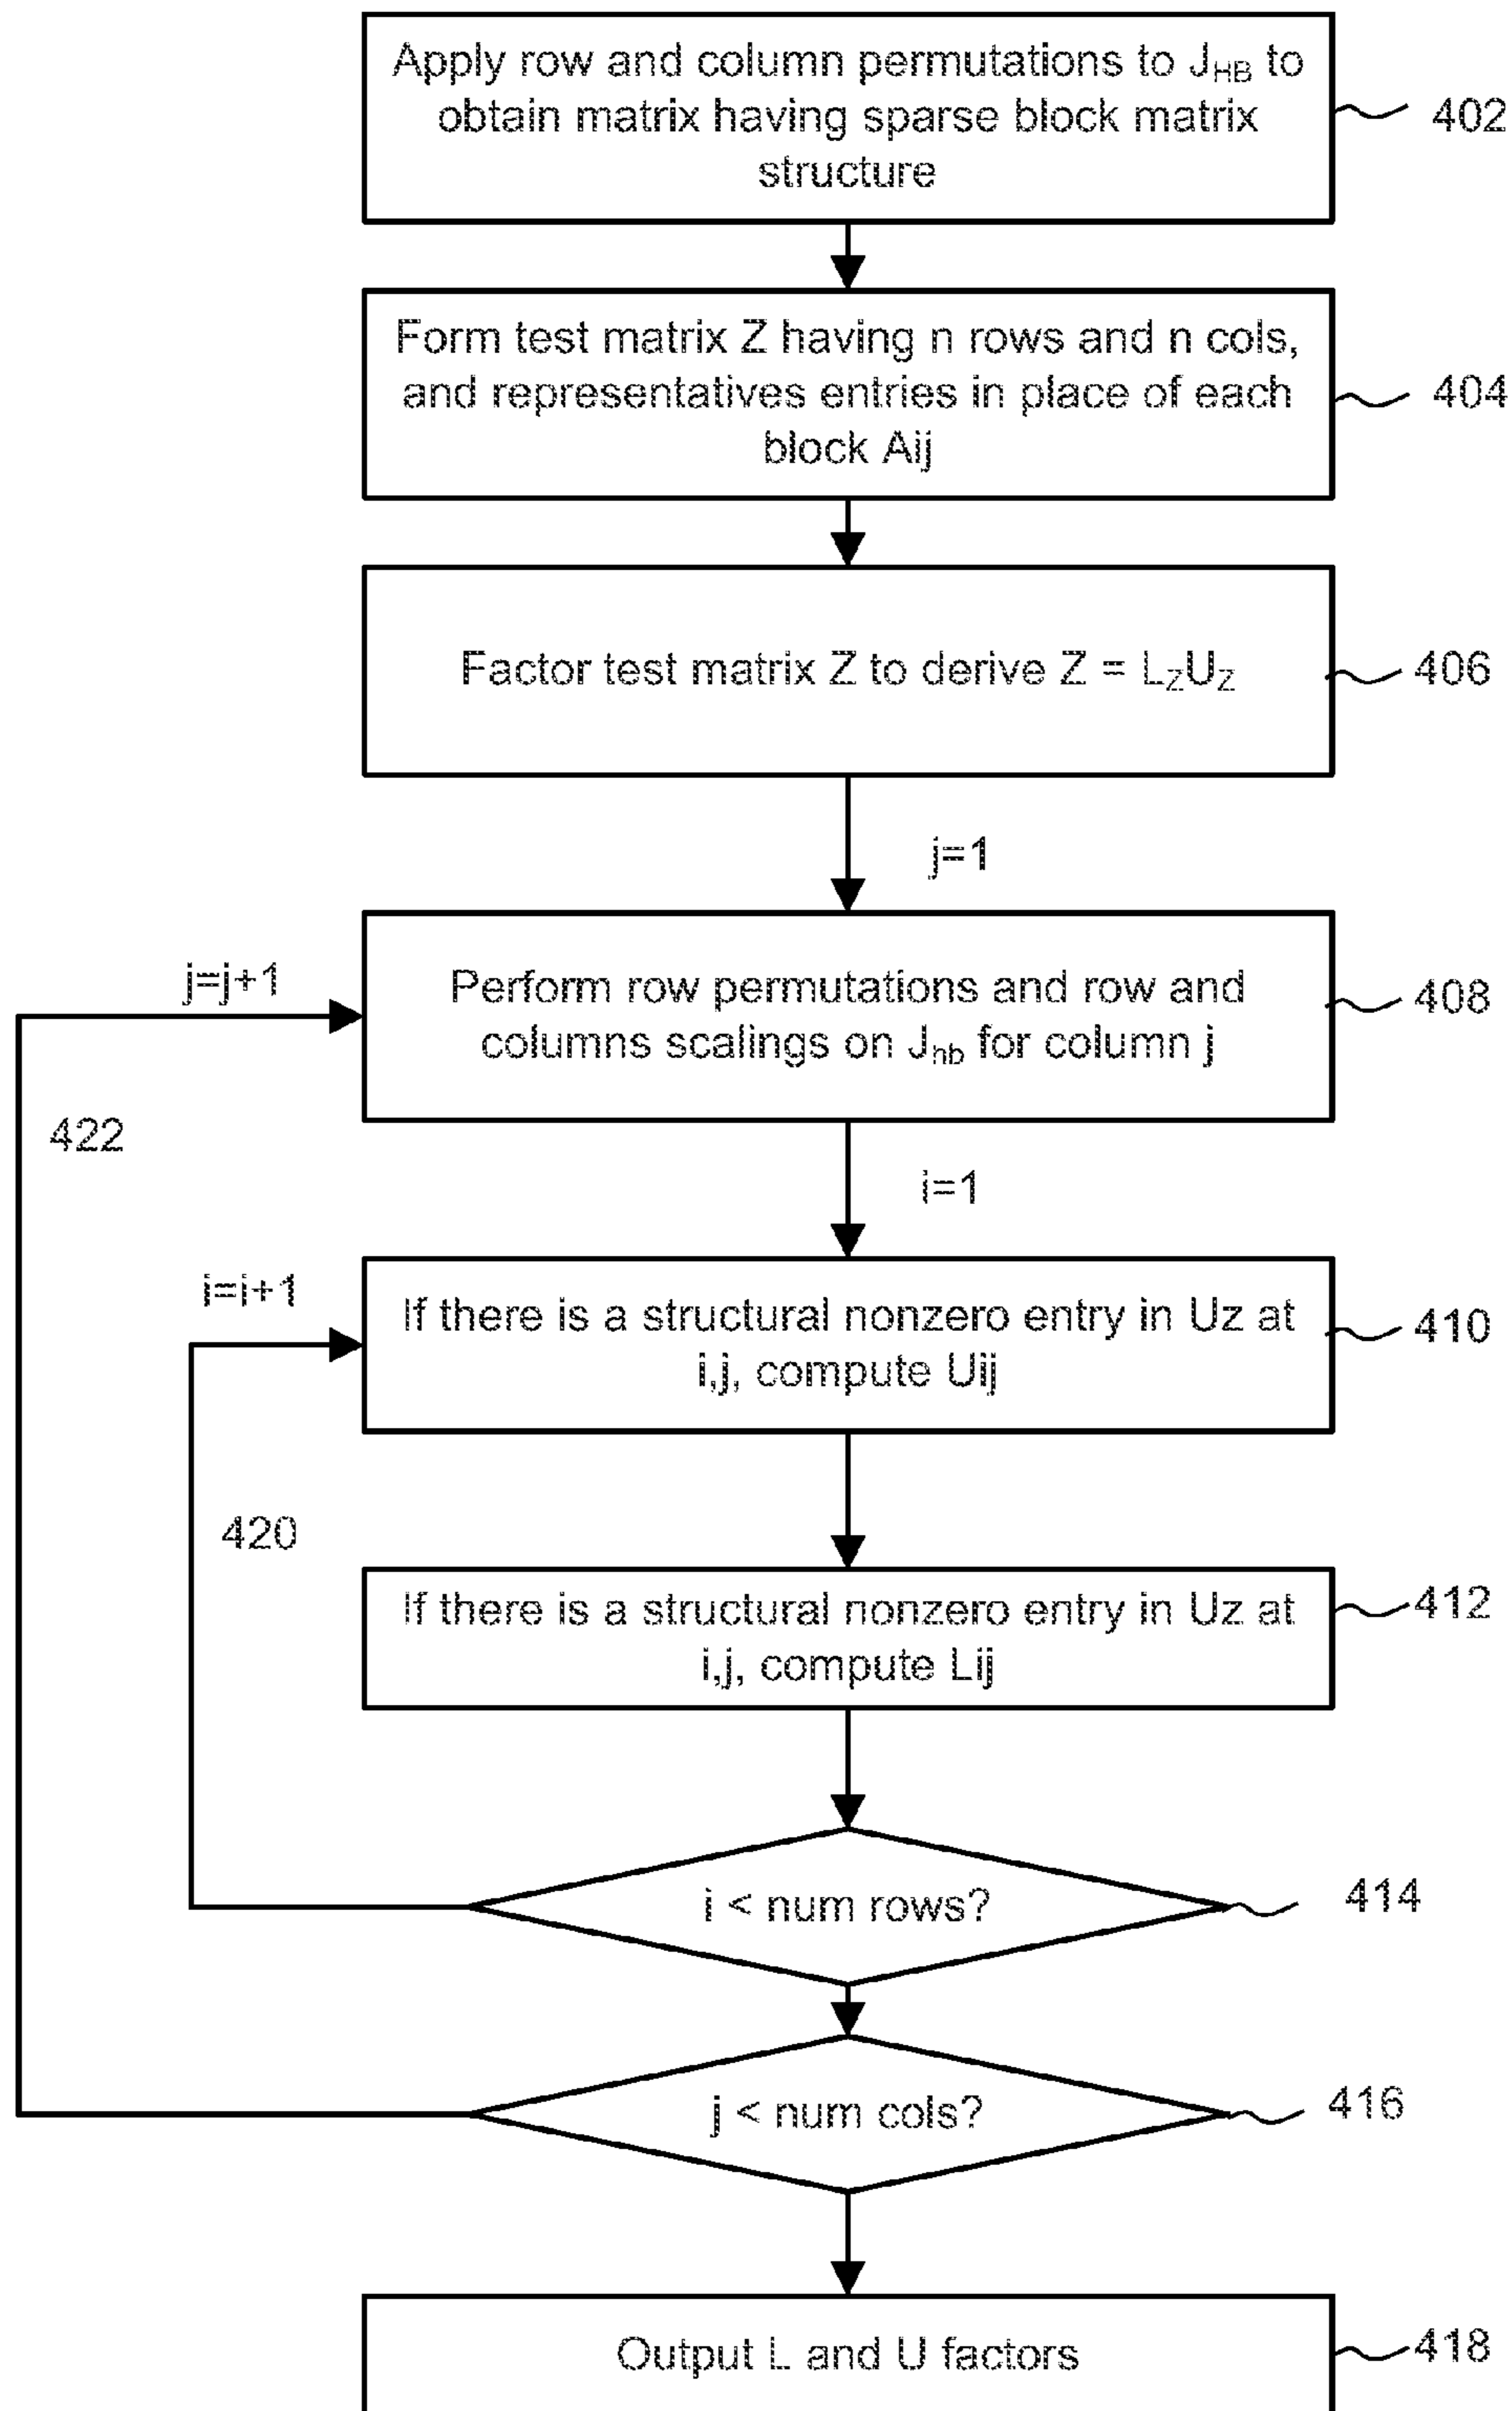 Apply row and column permutations to JHB to
obtain matrix having sparse block matrix
structure
402
Form test matrix Z having n rows and n cols,
and representatives entries in place of each
block Aij
404
Factor test matrix Z to derive Z = LZUZ
406
j=1
j=j+1
Perform row permutations and row and
columns scalings on Jhb for column j
408
422
i=1
i=i+1
If there is a structural nonzero entry in Uz at
i,j, compute Uij
410
420
If there is a structural nonzero entry in Uz at
i,j, compute Lij
412
i < num rows?
414
j < num cols?
416
Output L and U factors
418